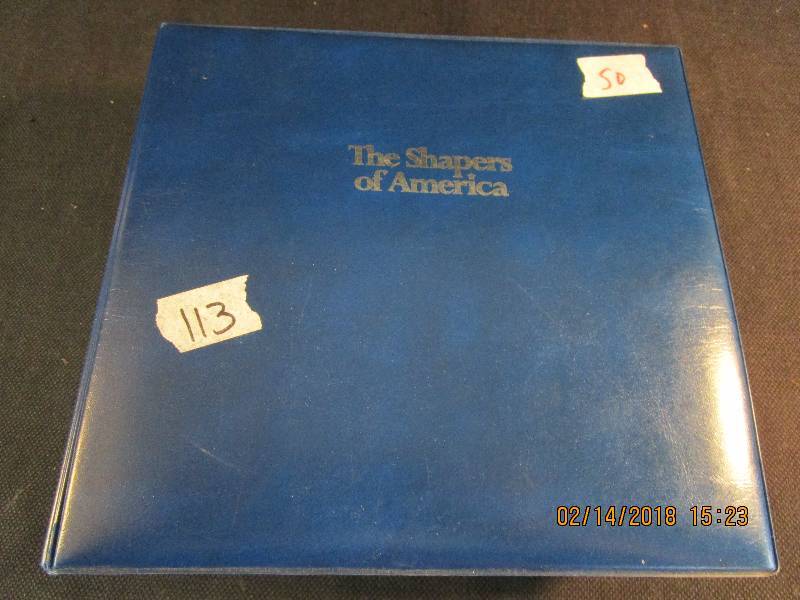 50
The Shapers
of America
113
02/14/2018 15:23